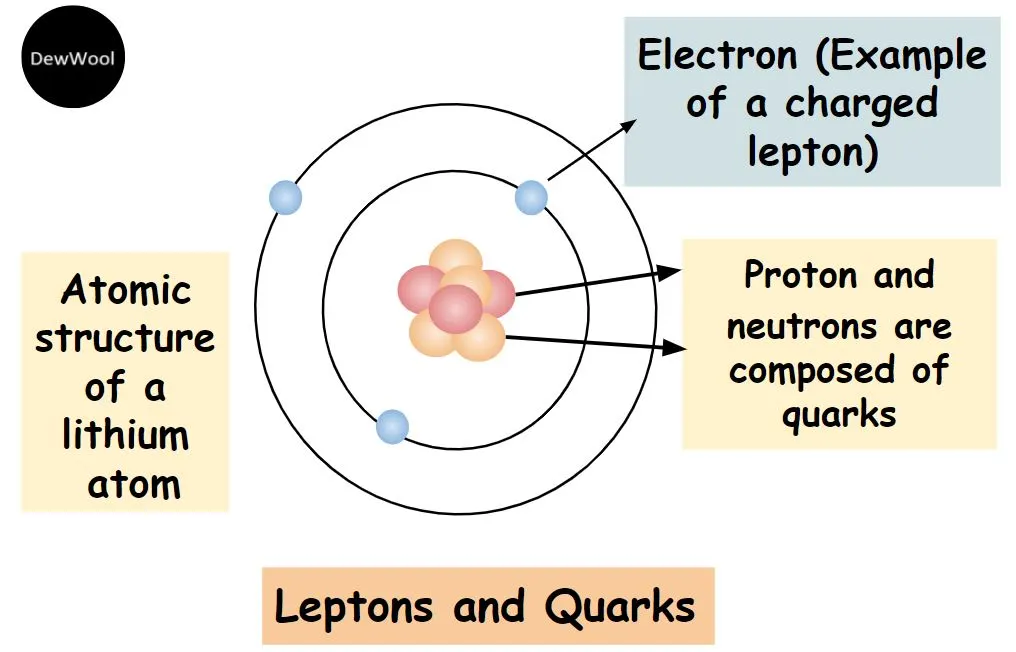 DewWool
Electron (Example
of a charged
lepton)
Atomic
structure
of a
lithium
atom
Proton and
neutrons are
composed of
quarks
Leptons and Quarks